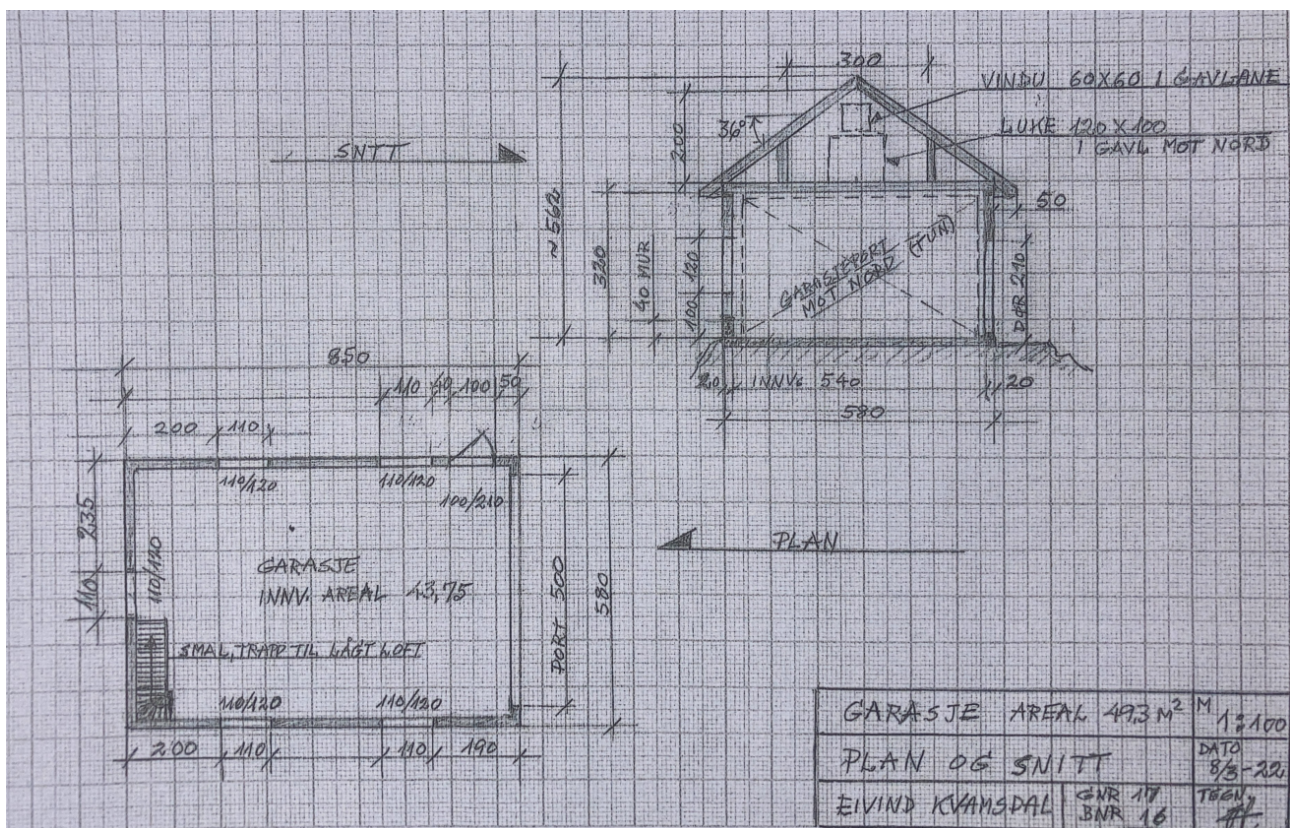 300
VINDU 60X60 I GAVLANE
36°
200
LUKE 120 X 100
I GAVL MOT NORD
SNTT
50
~ 562
320
40 MUR
100
120
GARASJEPORT
MOT NORD (TUN)
DØR 210
20
INNV. 540
20
580
850
110
40
100
50
200
110
110/120
110/120
100/210
235
110
110/120
GARASJE
INNV. AREAL 43,75
PORT 500
580
PLAN
SMAL, TRAPP TIL LÅGT LOFT
110/120
110/120
200
110
110
190
GARASJE AREAL 49,3 M² M 1:100
PLAN OG SNITT DATO 8/3-22
EIVIND KVAMSDAL GNR 17 BNR 16 TEGN.